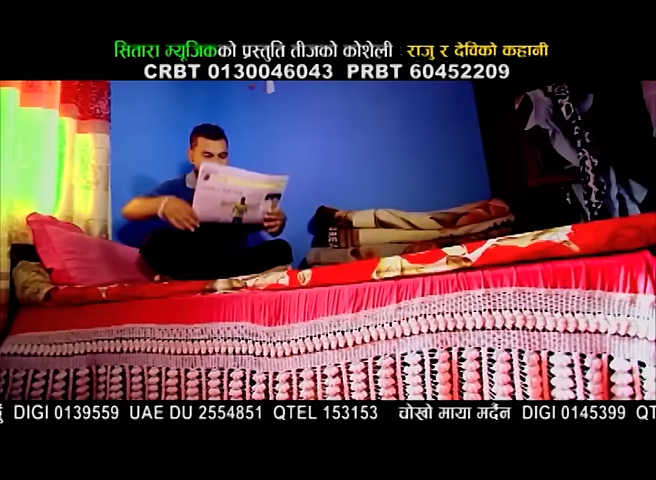 सितारा म्यूजिकको प्रस्तुति तीजको कोशेली : राजु र देविको कहानी
CRBT 0130046043 PRBT 60452209
DIGI 0139559 UAE DU 2554851 QTEL 153153 चोखो माया मर्दैन DIGI 0145399